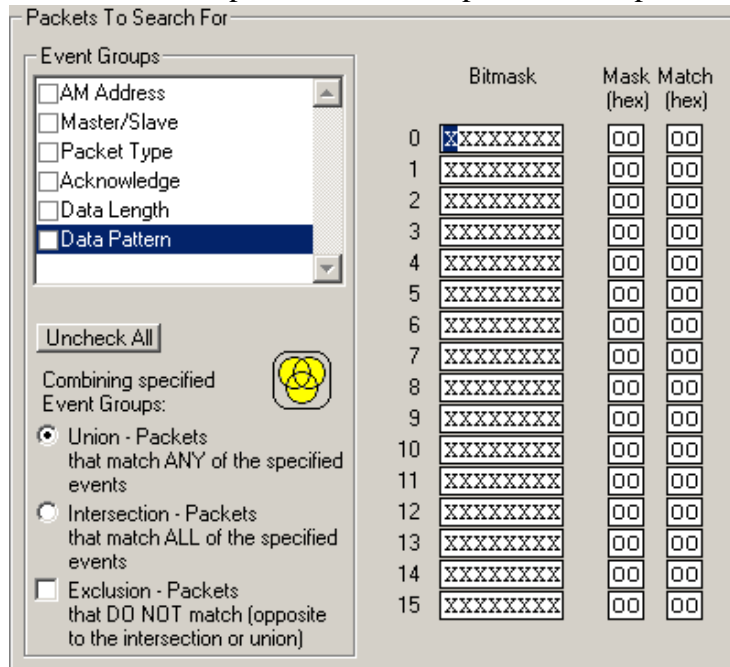 Packets To Search For
Event Groups
AM Address
Master/Slave
Packet Type
Acknowledge
Data Length
Data Pattern
Uncheck All
Combining specified
Event Groups:
Union - Packets
that match ANY of the specified
events
Intersection - Packets
that match ALL of the specified
events
Exclusion - Packets
that DO NOT match (opposite
to the intersection or union)
Bitmask Mask Match
(hex) (hex)
0 XXXXXXXX 00 00
1 XXXXXXXX 00 00
2 XXXXXXXX 00 00
3 XXXXXXXX 00 00
4 XXXXXXXX 00 00
5 XXXXXXXX 00 00
6 XXXXXXXX 00 00
7 XXXXXXXX 00 00
8 XXXXXXXX 00 00
9 XXXXXXXX 00 00
10 XXXXXXXX 00 00
11 XXXXXXXX 00 00
12 XXXXXXXX 00 00
13 XXXXXXXX 00 00
14 XXXXXXXX 00 00
15 XXXXXXXX 00 00